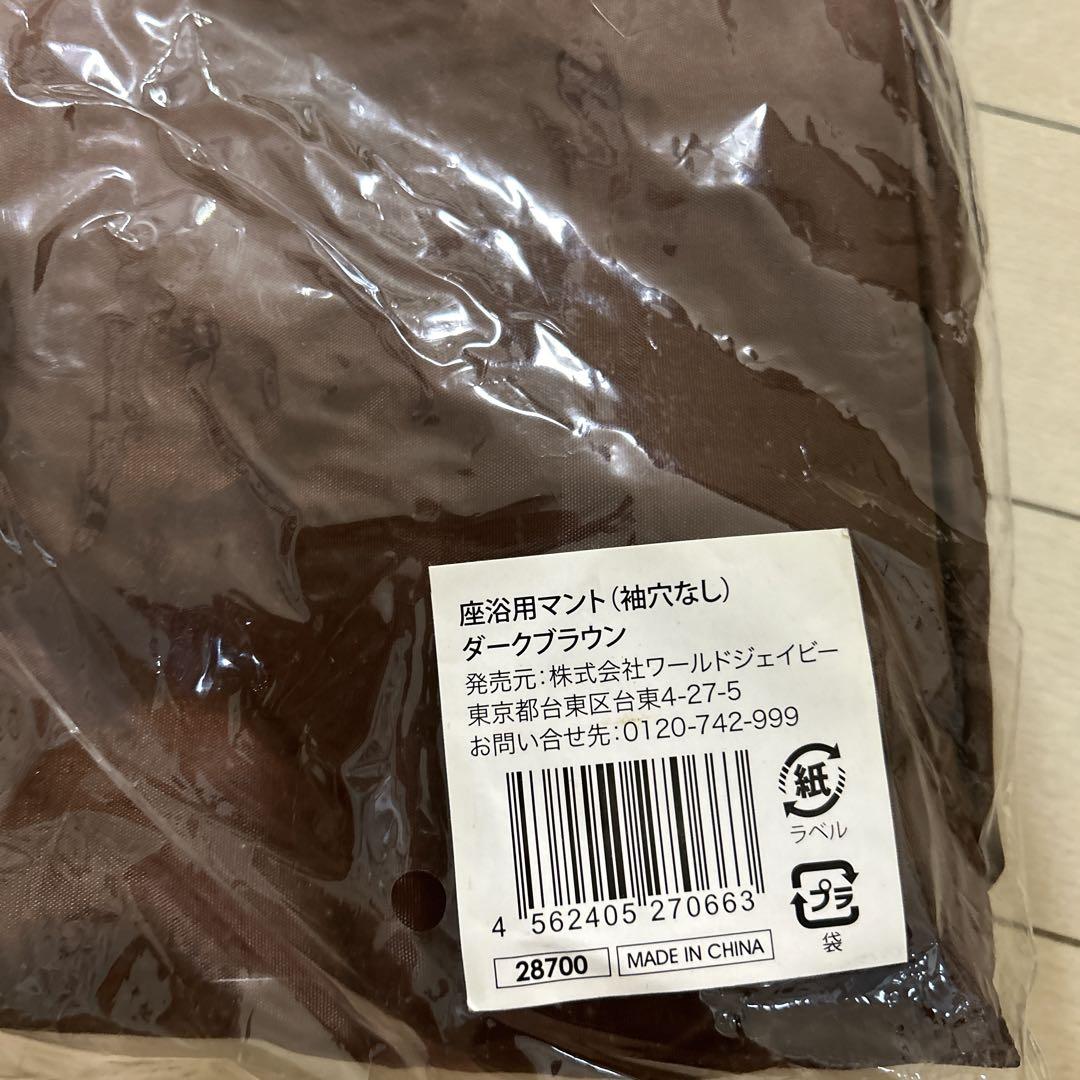 座浴用マント(袖穴なし)
ダークブラウン
発売元:株式会社ワールドジェイビー
東京都台東区台東4-27-5
お問い合せ先:0120-742-999
紙
ラベル
プラ
袋
4 562405 270663
28700
MADE IN CHINA